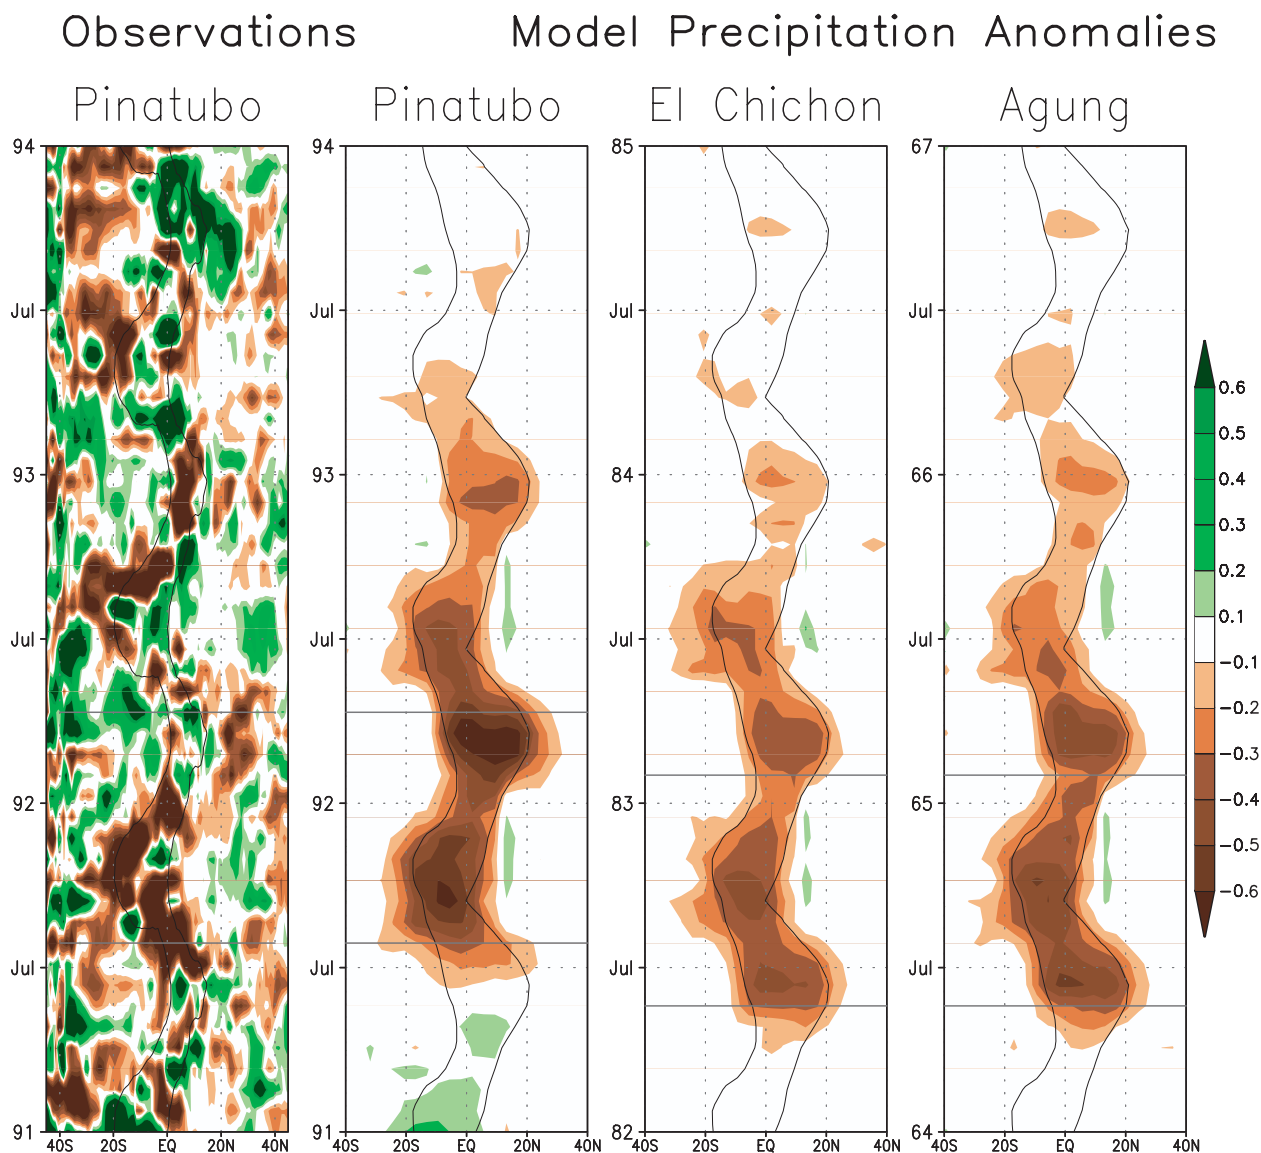 Observations Model Precipitation Anomalies
Pinatubo Pinatubo El Chichon Agung
94 94 85 67
Jul Jul Jul Jul
0.6
0.5
93 93 84 66
0.4
0.3
0.2
0.1
Jul Jul Jul Jul
-0.1
-0.2
-0.3
92 92 83 65
-0.4
-0.5
-0.6
Jul Jul Jul Jul
91 91 82 64
40S 20S EQ 20N 40N 40S 20S EQ 20N 40N 40S 20S EQ 20N 40N 40S 20S EQ 20N 40N